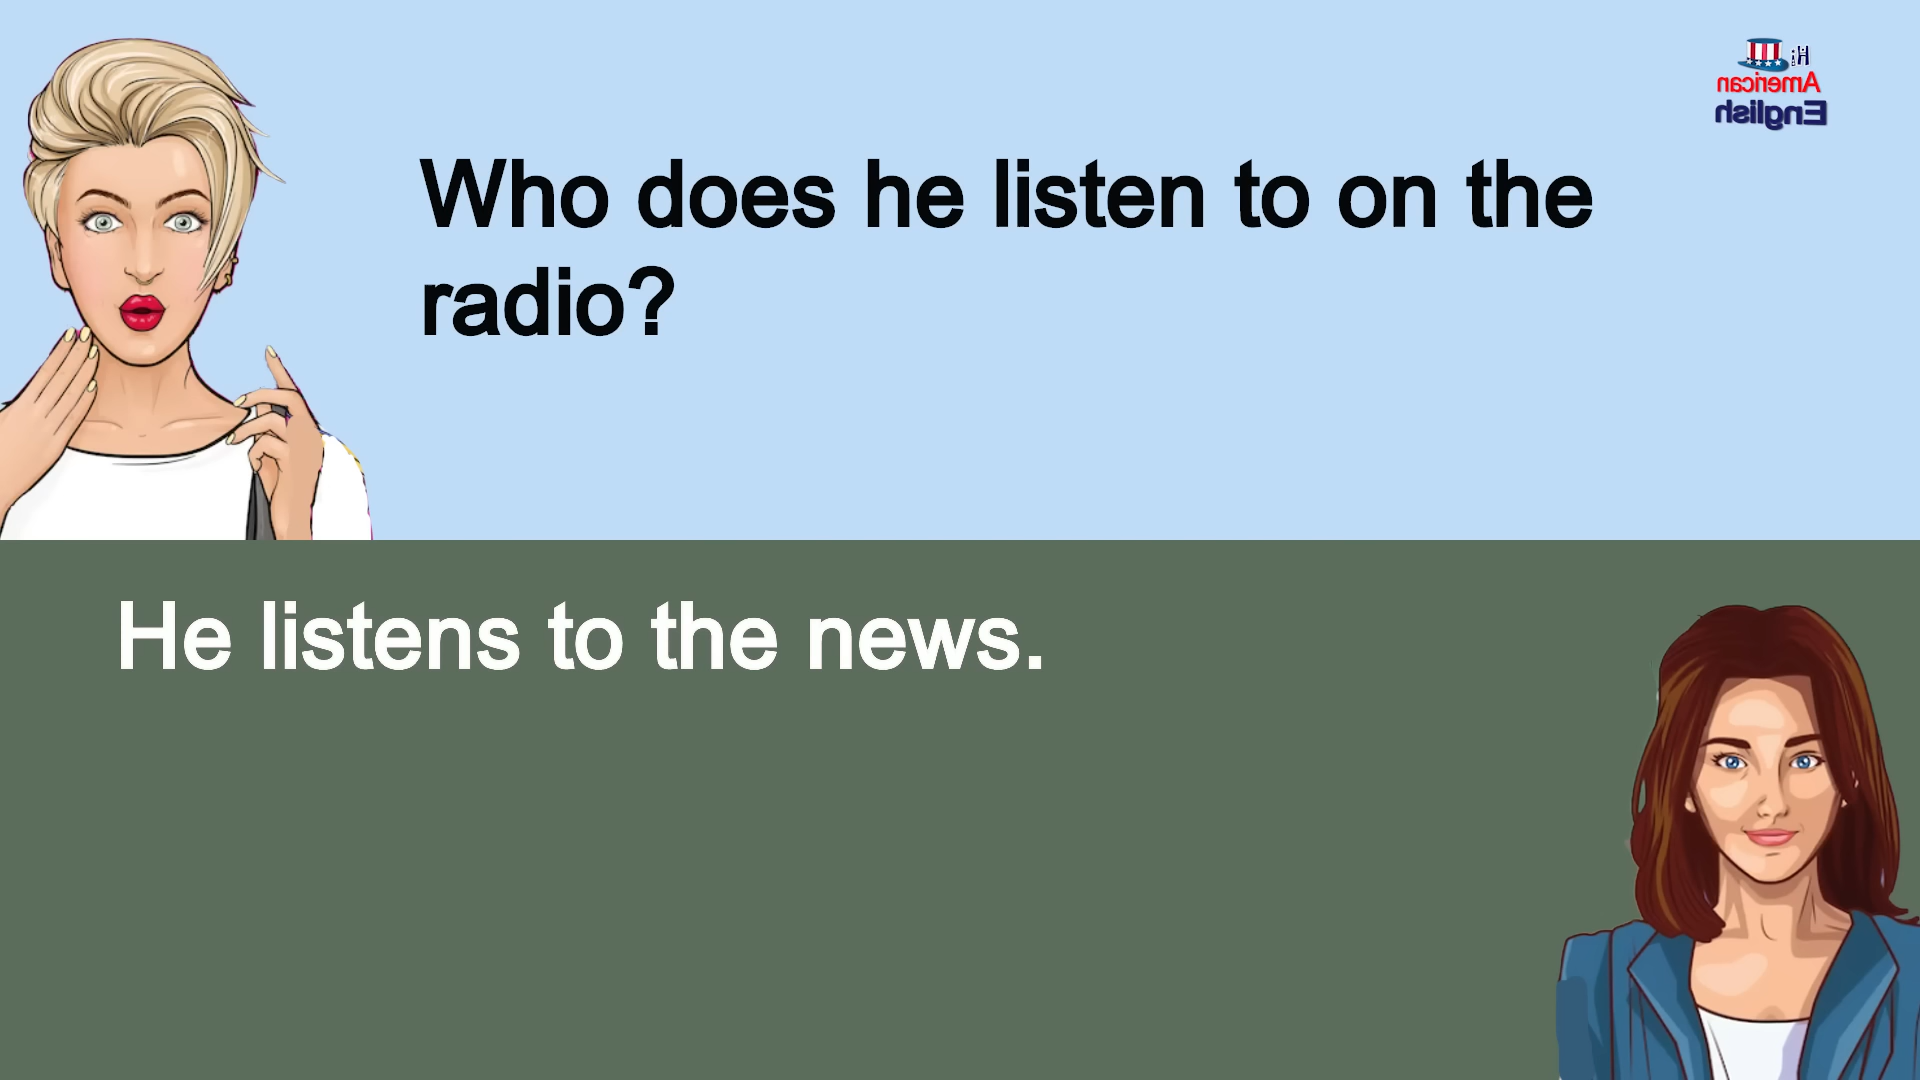 Hi
American
English
Who does he listen to on the
radio?
He listens to the news.